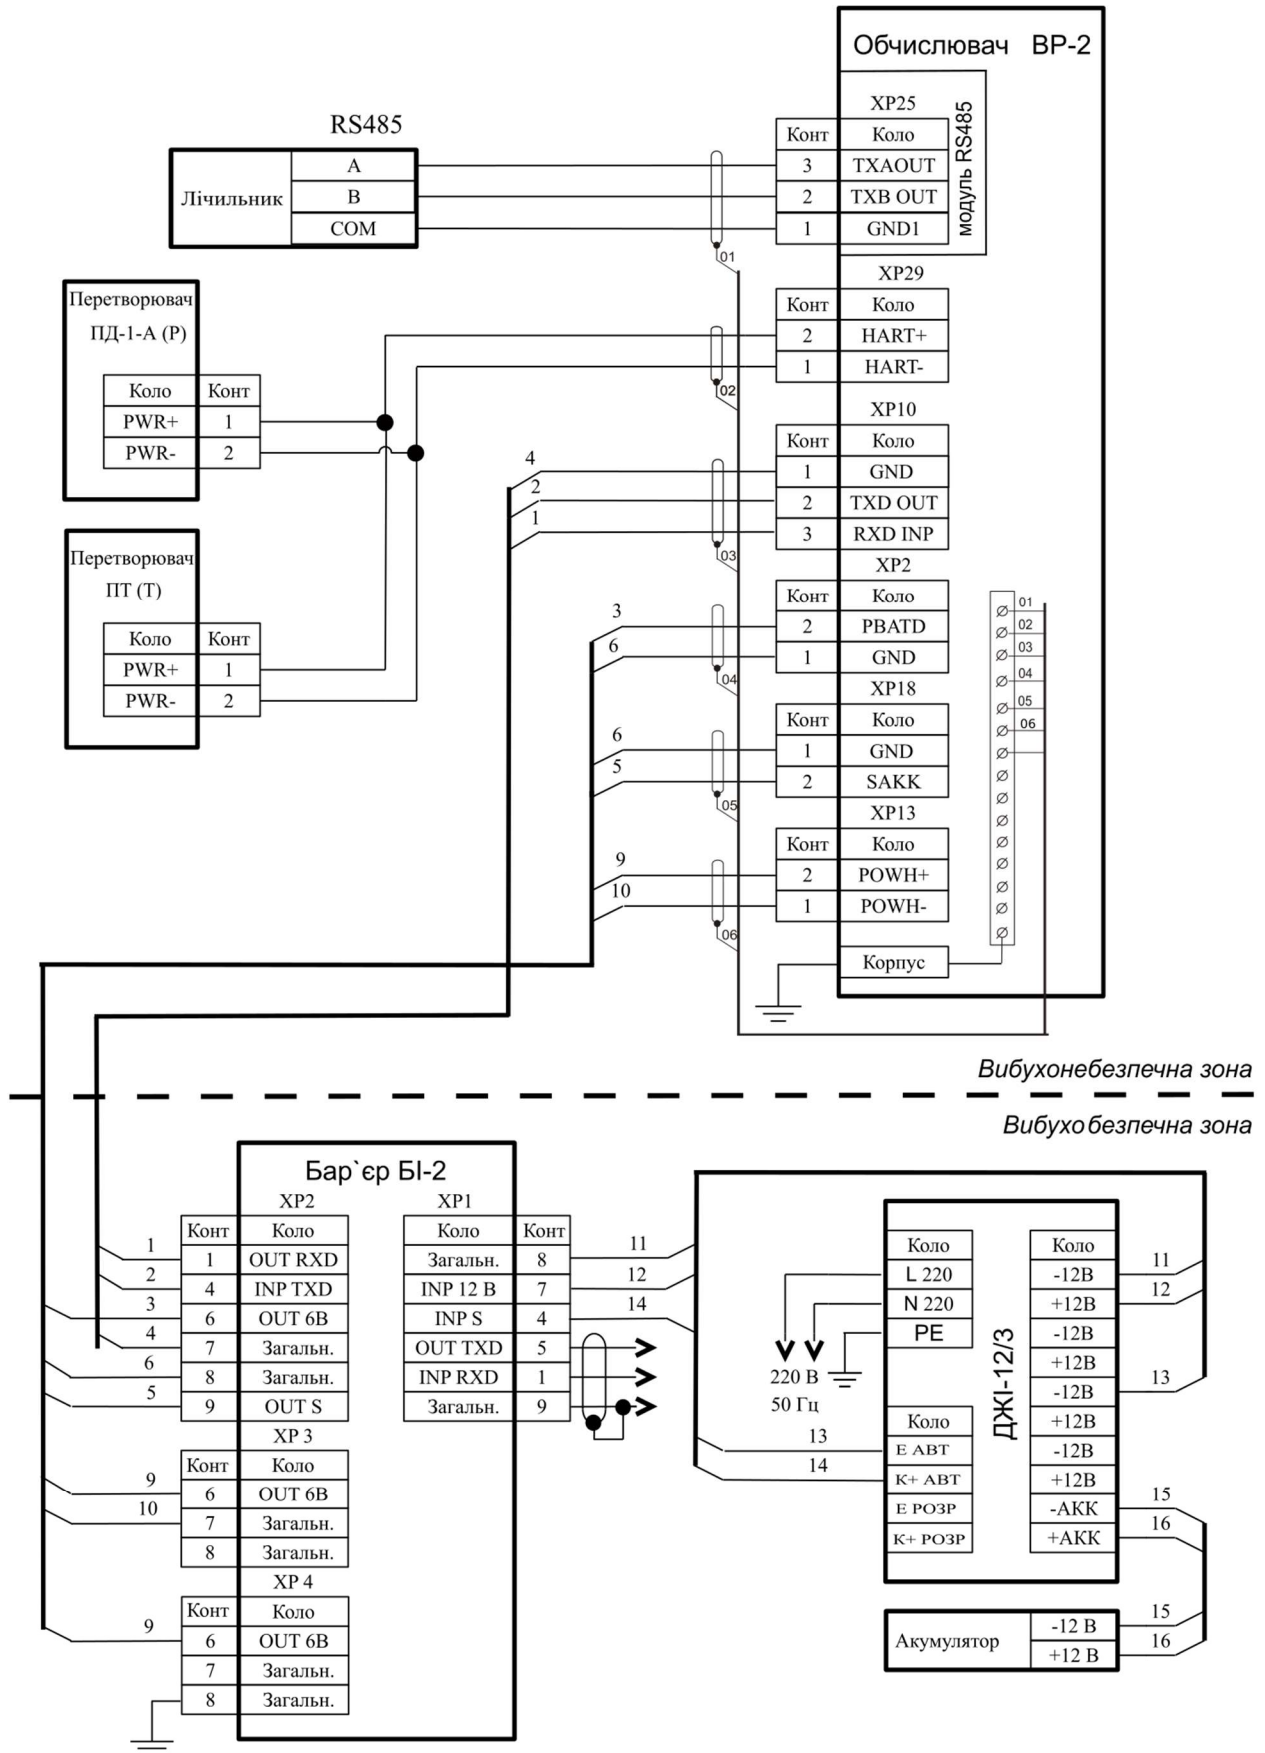 Обчислювач ВР-2
модуль RS485
XP25
Конт Коло
3 TXAOUT
2 TXB OUT
1 GND1
RS485
Лічильник
A
B
COM
01
Перетворювач
ПД-1-А (Р)
Коло Конт
PWR+ 1
PWR- 2
XP29
Конт Коло
2 HART+
1 HART-
02
XP10
Конт Коло
4 1 GND
2 2 TXD OUT
1 3 RXD INP
03
Перетворювач
ПТ (Т)
Коло Конт
PWR+ 1
PWR- 2
XP2
Конт Коло
3 2 PBATD
6 1 GND
04
XP18
Конт Коло
6 1 GND
5 2 SAKK
05
XP13
Конт Коло
9 2 POWH+
10 1 POWH-
06
Корпус
01
02
03
04
05
06
Вибухонебезпечна зона
Вибухобезпечна зона
Бар`єр БІ-2
XP2
Конт Коло
1 1 OUT RXD
2 4 INP TXD
3 6 OUT 6В
4 7 Загальн.
6 8 Загальн.
5 9 OUT S
XP 3
Конт Коло
9 6 OUT 6В
10 7 Загальн.
8 Загальн.
XP 4
Конт Коло
9 6 OUT 6В
7 Загальн.
8 Загальн.
XP1
Коло Конт
Загальн. 8 11
INP 12 В 7 12
INP S 4 14
OUT TXD 5
INP RXD 1
Загальн. 9
ДЖІ-12/3
Коло
L 220
N 220
PE
220 В
50 Гц
Коло
13 Е АВТ
14 К+ АВТ
Е РОЗР
К+ РОЗР
Коло
-12В 11
+12В 12
-12В
+12В
-12В 13
+12В
-12В
+12В
-АКК 15
+АКК 16
Акумулятор
-12 В 15
+12 В 16